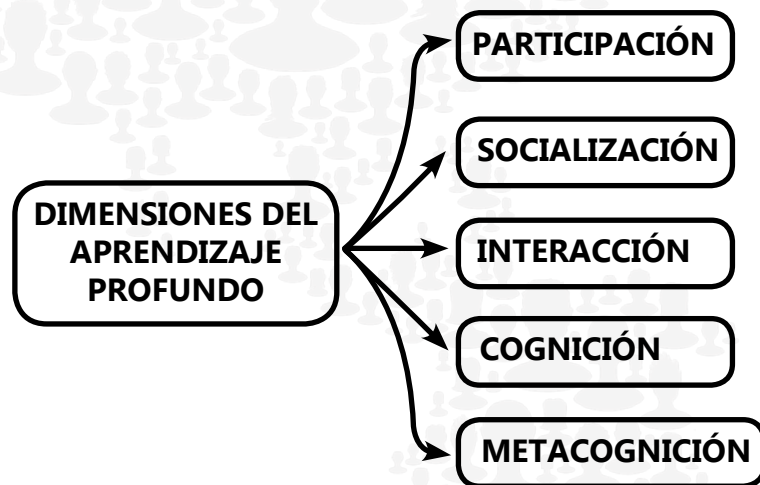 DIMENSIONES DEL
APRENDIZAJE
PROFUNDO
PARTICIPACIÓN
SOCIALIZACIÓN
INTERACCIÓN
COGNICIÓN
METACOGNICIÓN